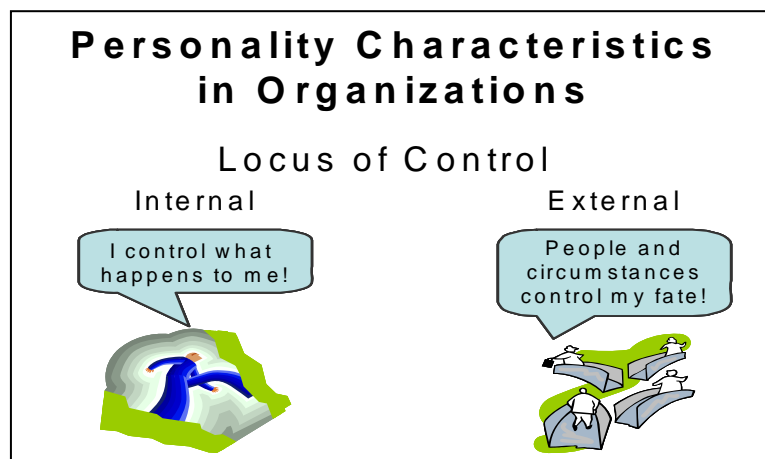 Personality Characteristics
in Organizations
Locus of Control
Internal
External
I control what
happens to me!
People and
circumstances
control my fate!